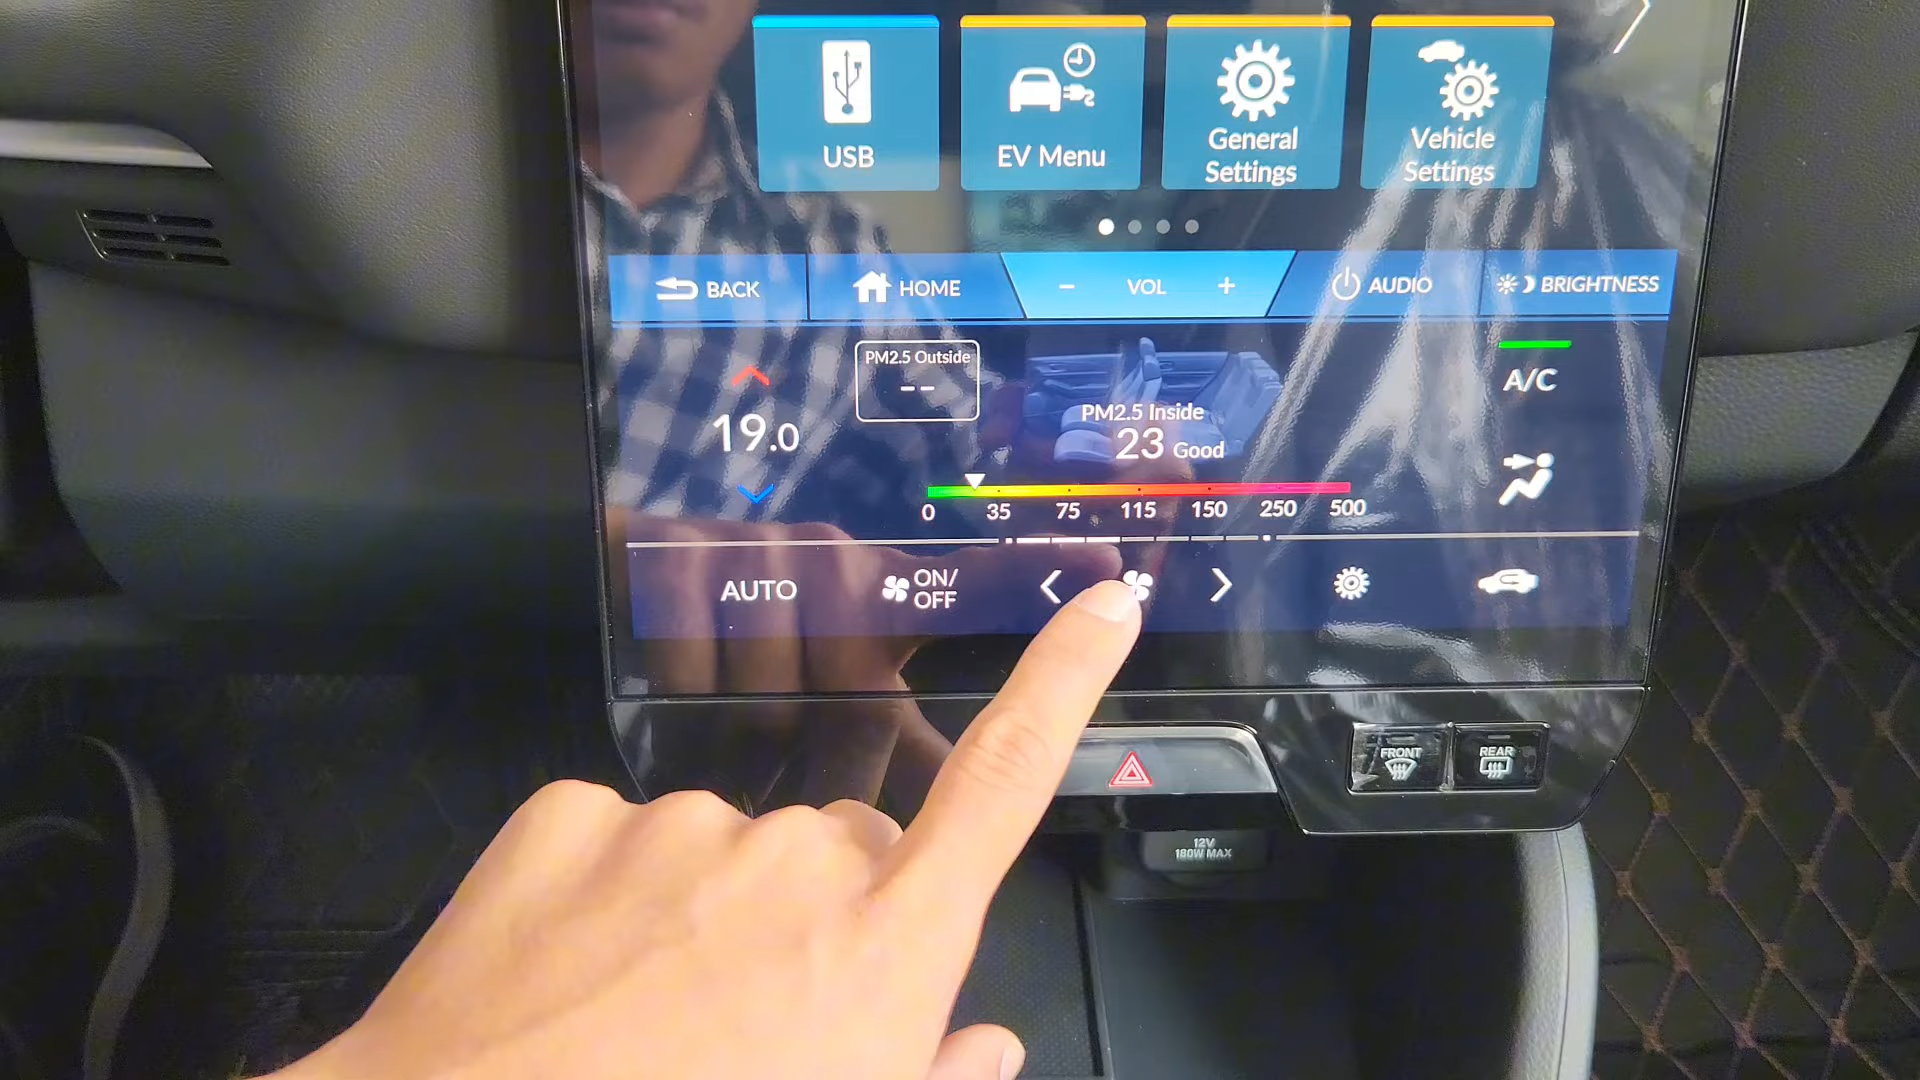 USB
EV Menu
General
Settings
Vehicle
Settings
BACK
HOME
- VOL +
AUDIO
BRIGHTNESS
PM2.5 Outside
--
19.0
PM2.5 Inside
23 Good
A/C
0 35 75 115 150 250 500
AUTO
ON/
OFF
FRONT
REAR
12V
180W MAX